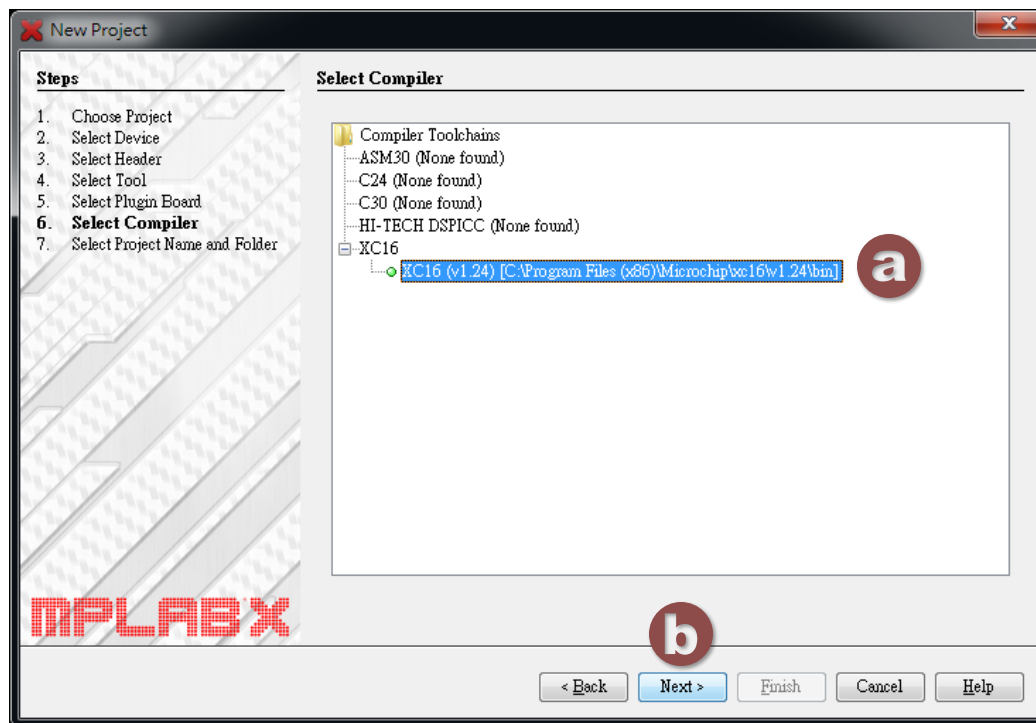 New Project
x
Steps
1. Choose Project
2. Select Device
3. Select Header
4. Select Tool
5. Select Plugin Board
6. Select Compiler
7. Select Project Name and Folder
Select Compiler
Compiler Toolchains
ASM30 (None found)
C24 (None found)
C30 (None found)
HI-TECH DSPICC (None found)
XC16
XC16 (v1.24) [C:\Program Files (x86)\Microchip\xc16\v1.24\bin]
a
MPLAB X
b
< Back Next > Finish Cancel Help